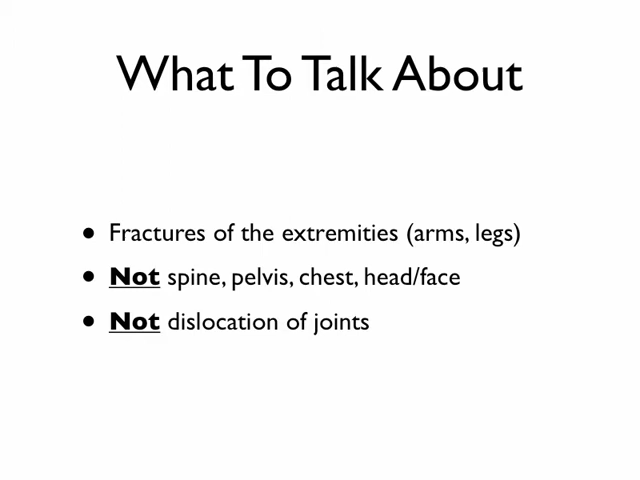 What To Talk About
• Fractures of the extremities (arms, legs)
• Not spine, pelvis, chest, head/face
• Not dislocation of joints